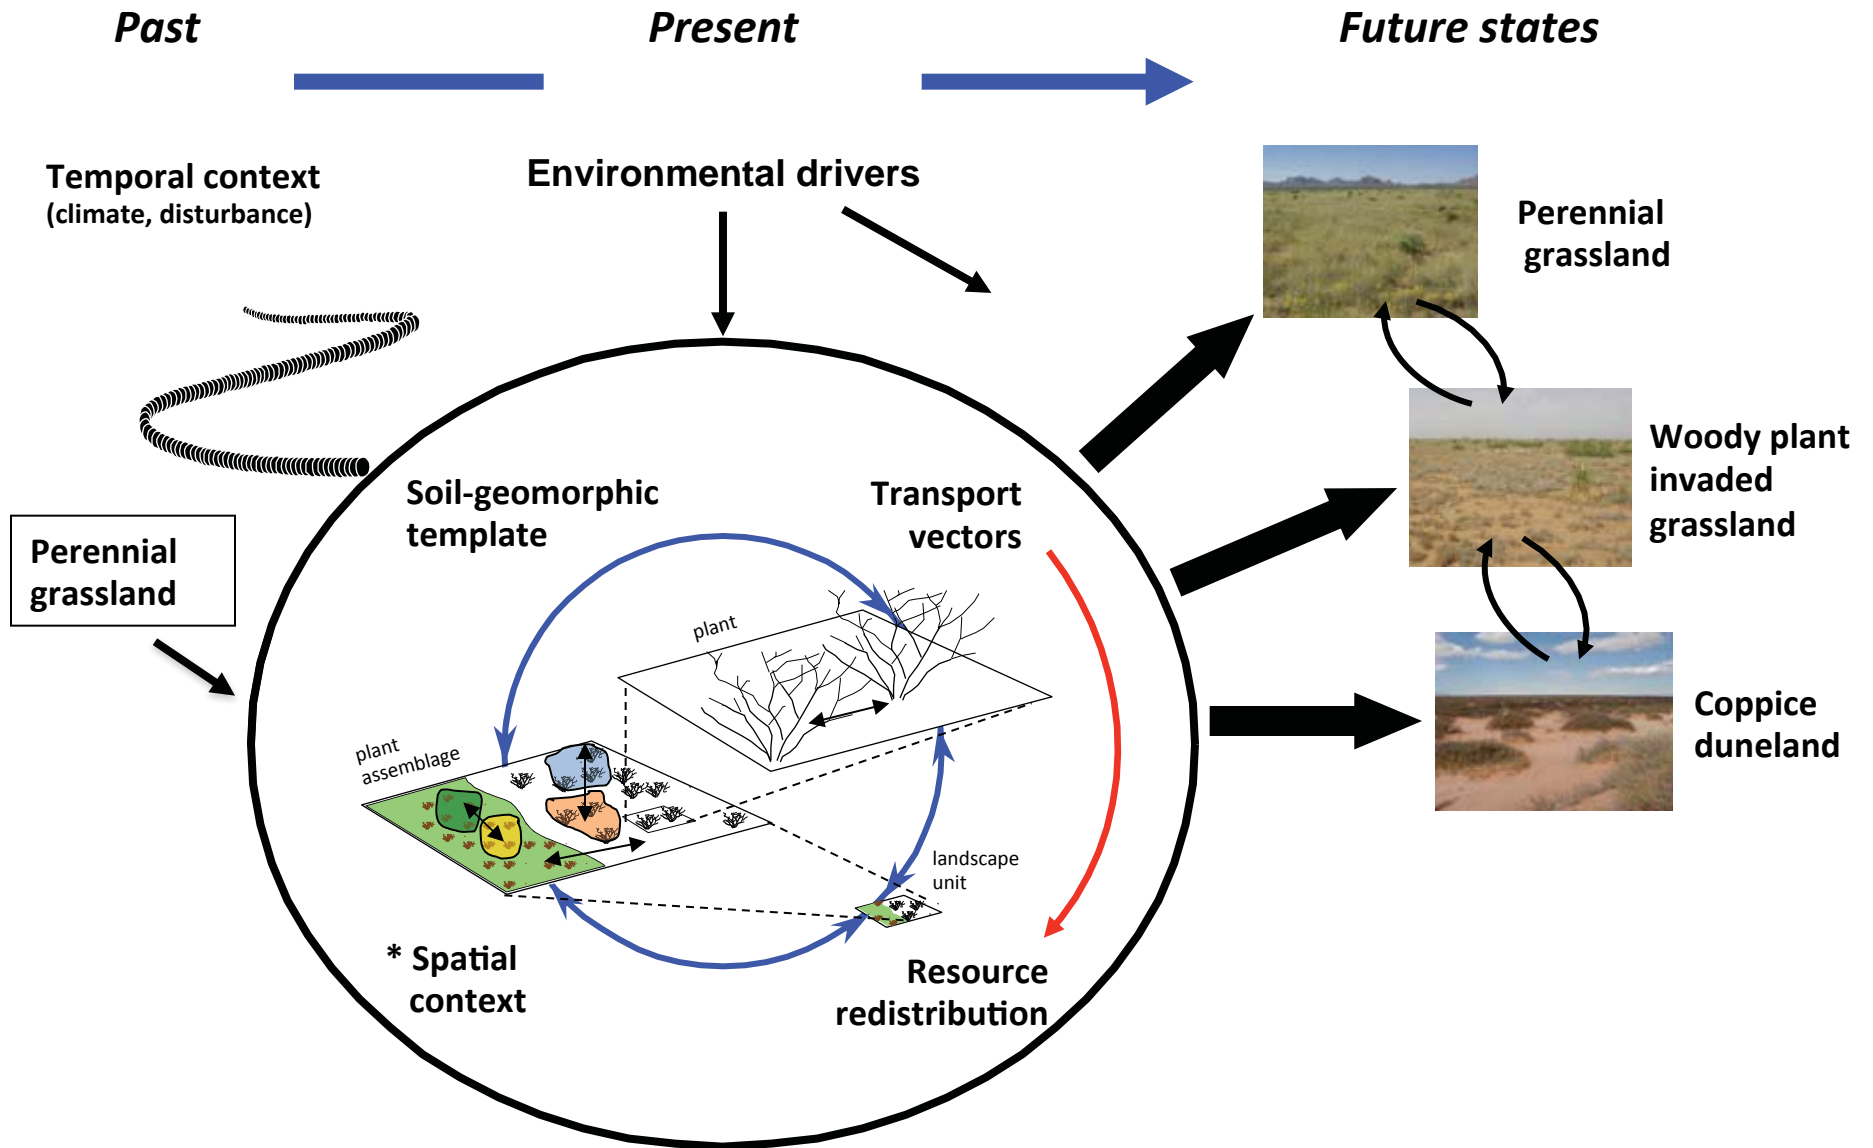 Past
Present
Future states
Temporal context
(climate, disturbance)
Environmental drivers
Perennial
grassland
Woody plant
invaded
grassland
Coppice
duneland
Perennial
grassland
Soil-geomorphic
template
Transport
vectors
plant
plant
assemblage
landscape
unit
* Spatial
context
Resource
redistribution